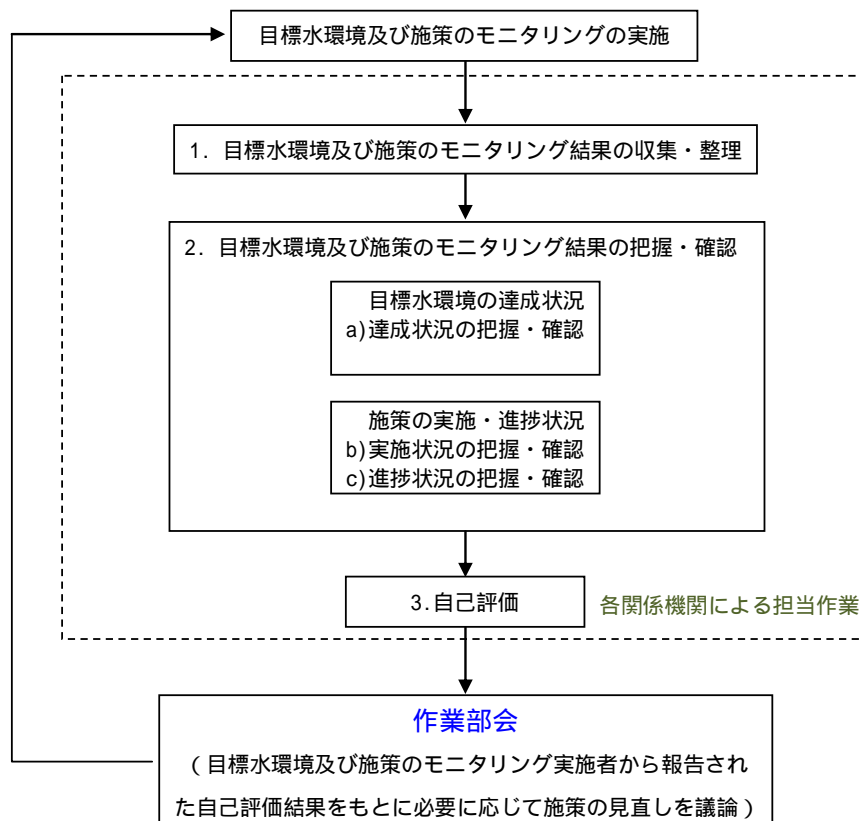 目標水環境及び施策のモニタリングの実施
1. 目標水環境及び施策のモニタリング結果の収集・整理
2. 目標水環境及び施策のモニタリング結果の把握・確認
目標水環境の達成状況
a)達成状況の把握・確認
施策の実施・進捗状況
b)実施状況の把握・確認
c)進捗状況の把握・確認
3.自己評価
各関係機関による担当作業
作業部会
(目標水環境及び施策のモニタリング実施者から報告され
た自己評価結果をもとに必要に応じて施策の見直しを議論)